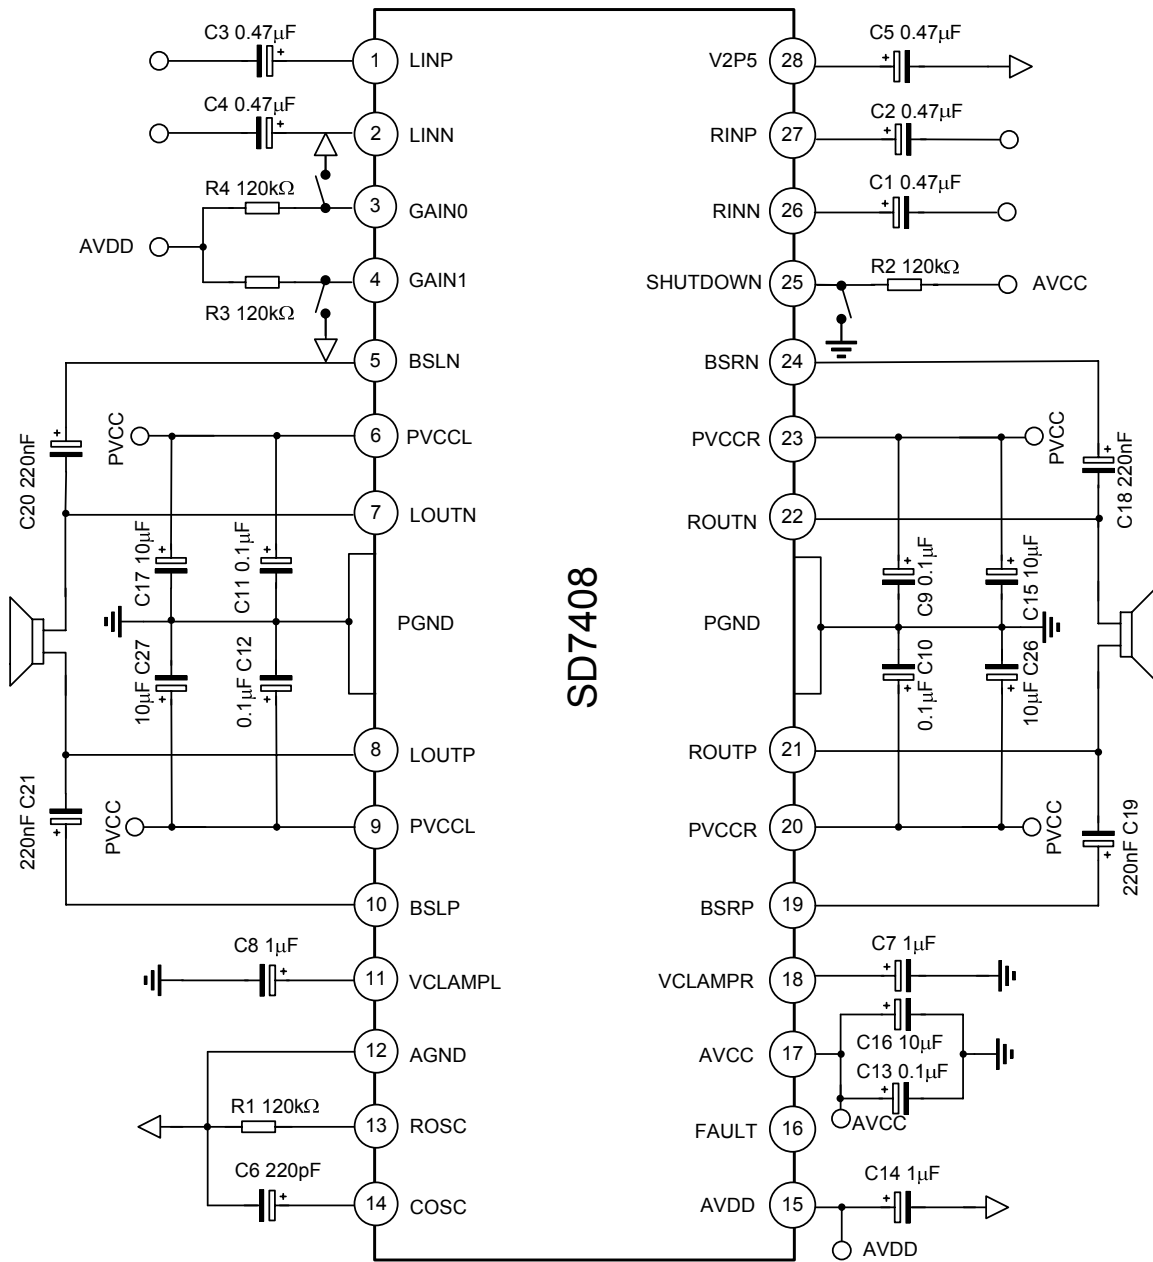 C3 0.47μF
1 LINP
C4 0.47μF
2 LINN
R4 120kΩ
3 GAIN0
AVDD
4 GAIN1
R3 120kΩ
5 BSLN
PVCC
6 PVCCL
C20 220nF
7 LOUTN
C17 10μF
C11 0.1μF
PGND
10μF C27
0.1μF C12
8 LOUTP
220nF C21
PVCC
9 PVCCL
10 BSLP
C8 1μF
11 VCLAMPL
12 AGND
R1 120kΩ
13 ROSC
C6 220pF
14 COSC
SD7408
V2P5 28
C5 0.47μF
RINP 27
C2 0.47μF
RINN 26
C1 0.47μF
SHUTDOWN 25
R2 120kΩ
AVCC
BSRN 24
PVCCR 23
PVCC
C18 220nF
ROUTN 22
C9 0.1μF
C15 10μF
PGND
0.1μF C10
10μF C26
ROUTP 21
PVCCR 20
PVCC
220nF C19
BSRP 19
C7 1μF
VCLAMPR 18
AVCC 17
C16 10μF
C13 0.1μF
AVCC
FAULT 16
C14 1μF
AVDD 15
AVDD